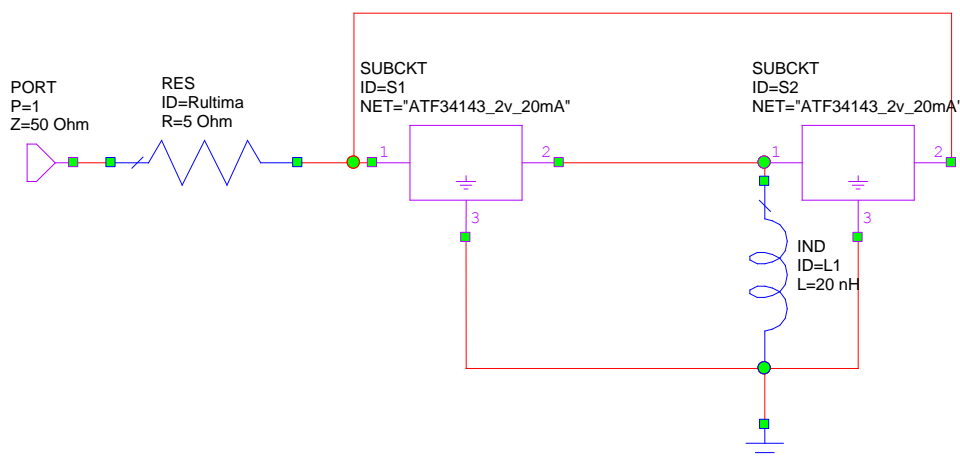 PORT
P=1
Z=50 Ohm
RES
ID=Rultima
R=5 Ohm
SUBCKT
ID=S1
NET="ATF34143_2v_20mA"
1
2
3
SUBCKT
ID=S2
NET="ATF34143_2v_20mA"
1
2
3
IND
ID=L1
L=20 nH